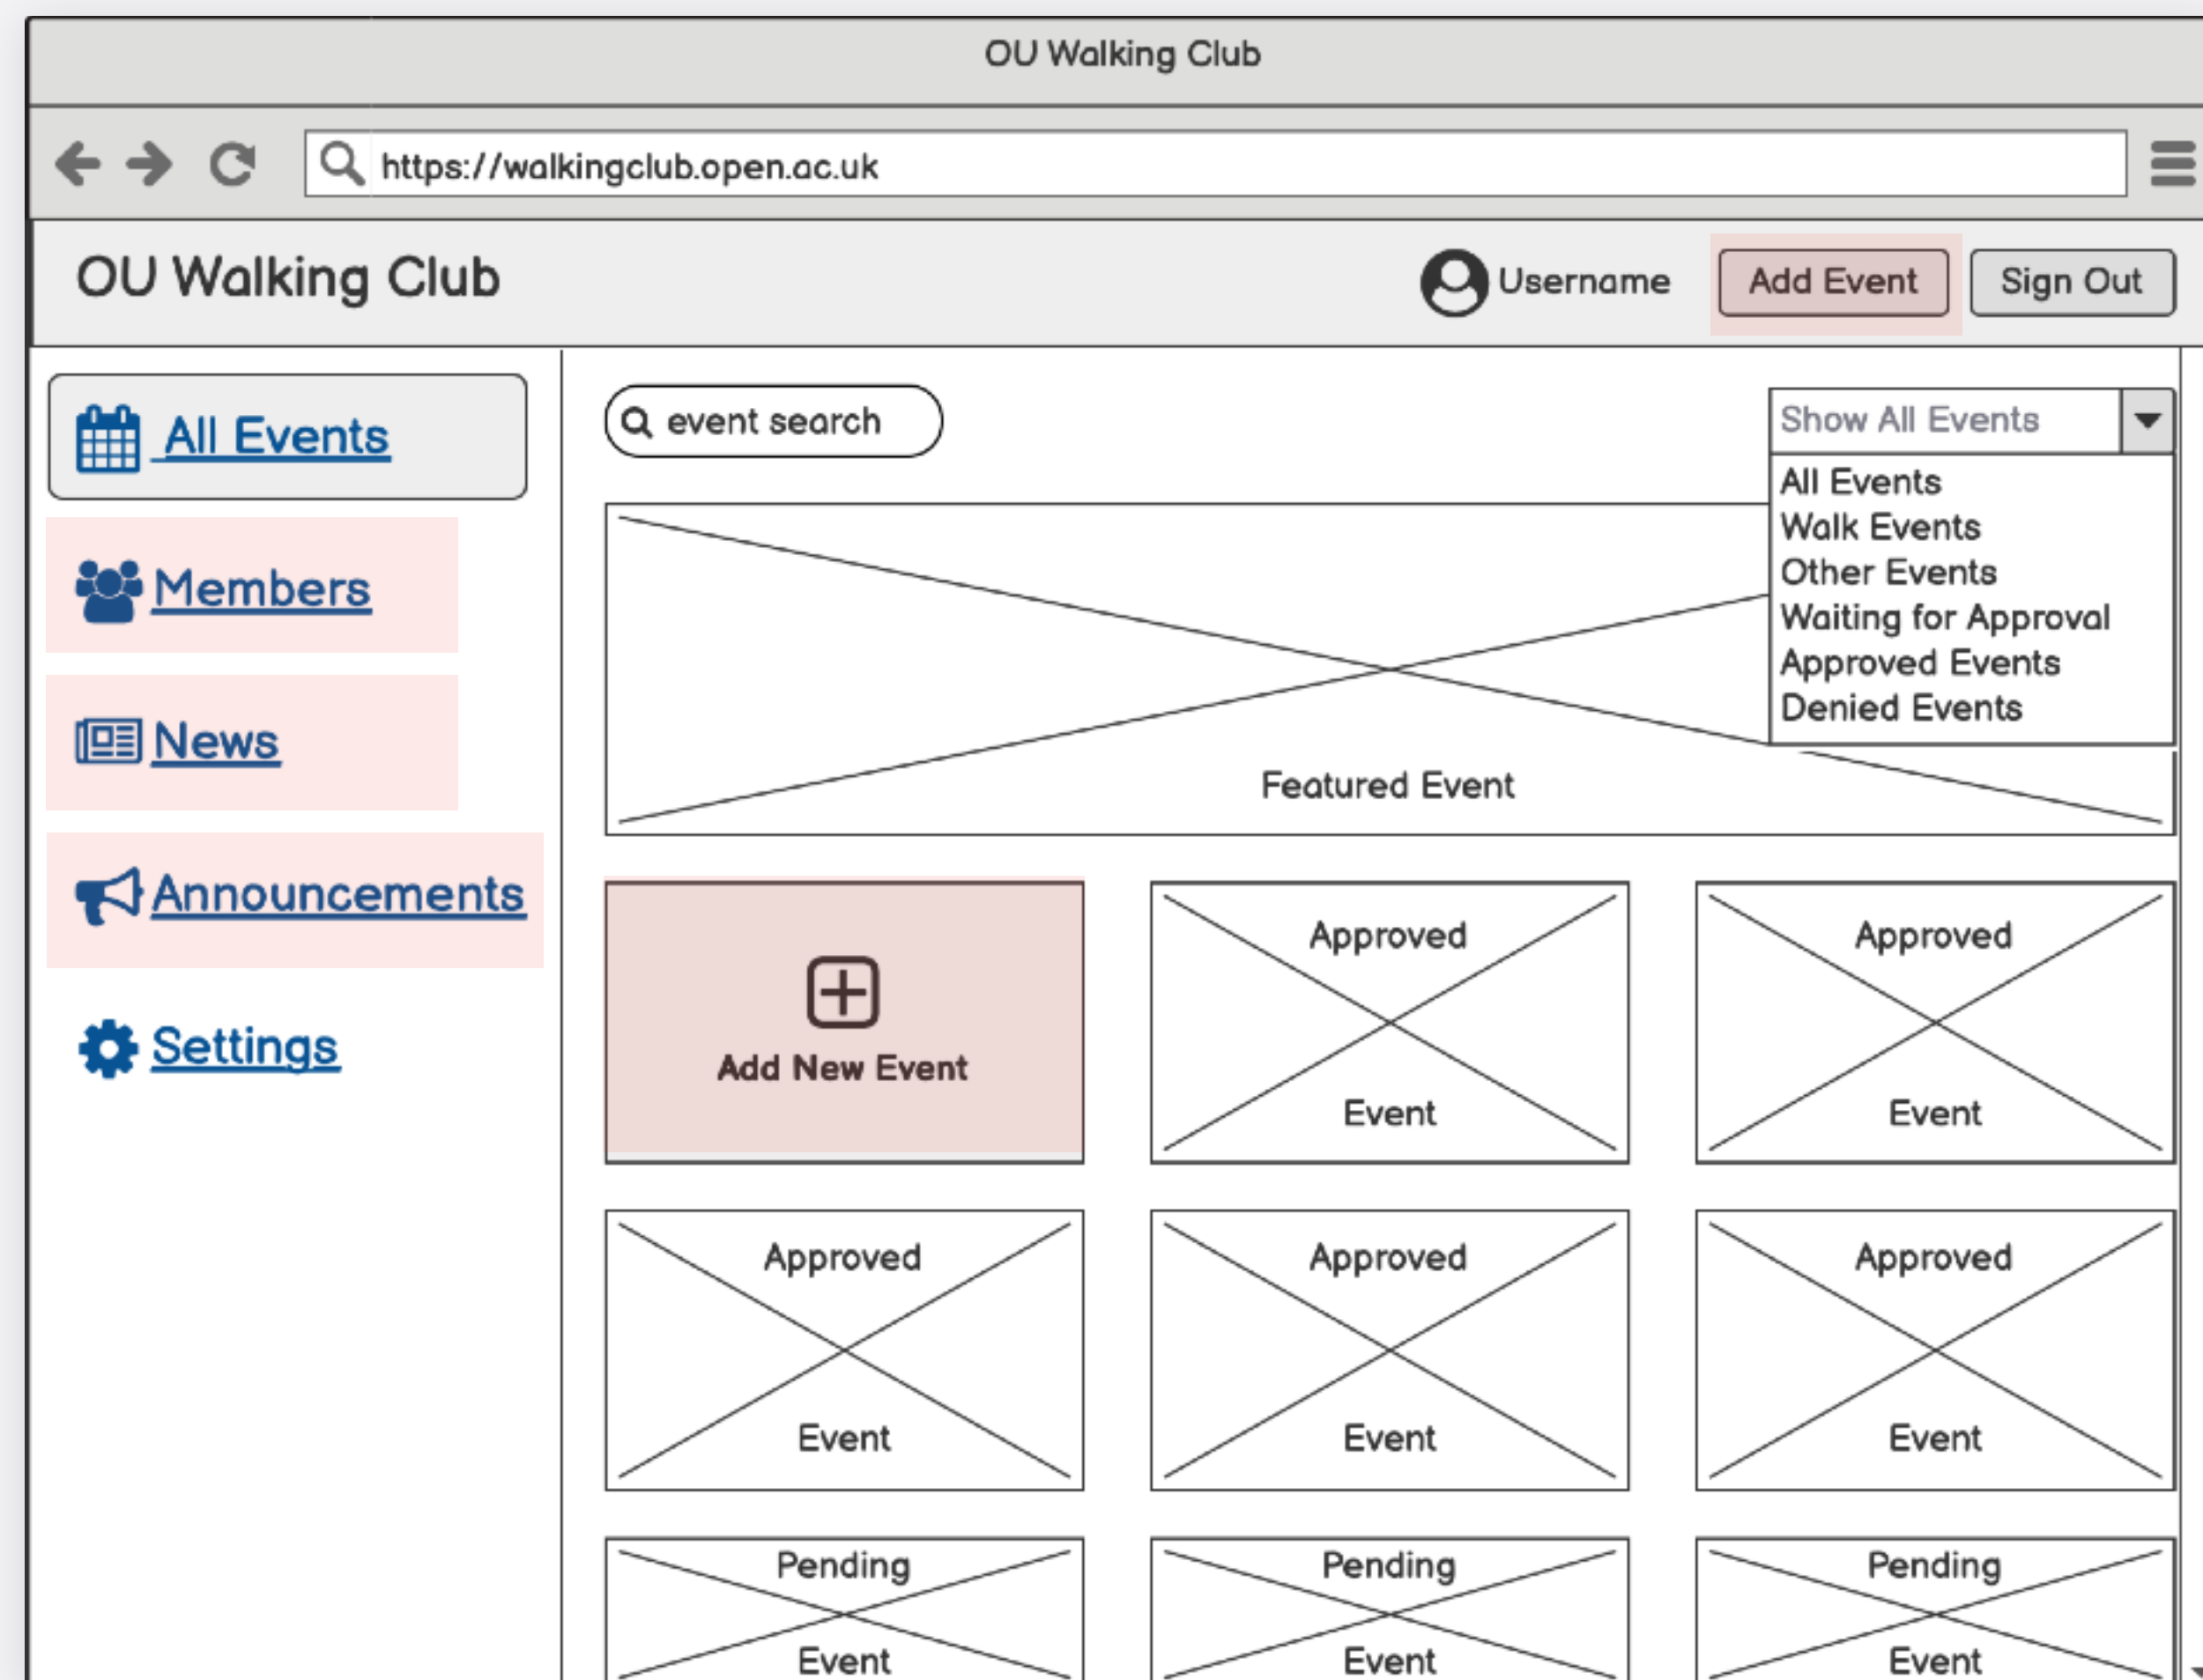 OU Walking Club
https://walkingclub.open.ac.uk
OU Walking Club
Username
Add Event
Sign Out
All Events
Members
News
Announcements
Settings
event search
Show All Events
All Events
Walk Events
Other Events
Waiting for Approval
Approved Events
Denied Events
Featured Event
Add New Event
Approved
Event
Approved
Event
Approved
Event
Approved
Event
Approved
Event
Pending
Event
Pending
Event
Pending
Event